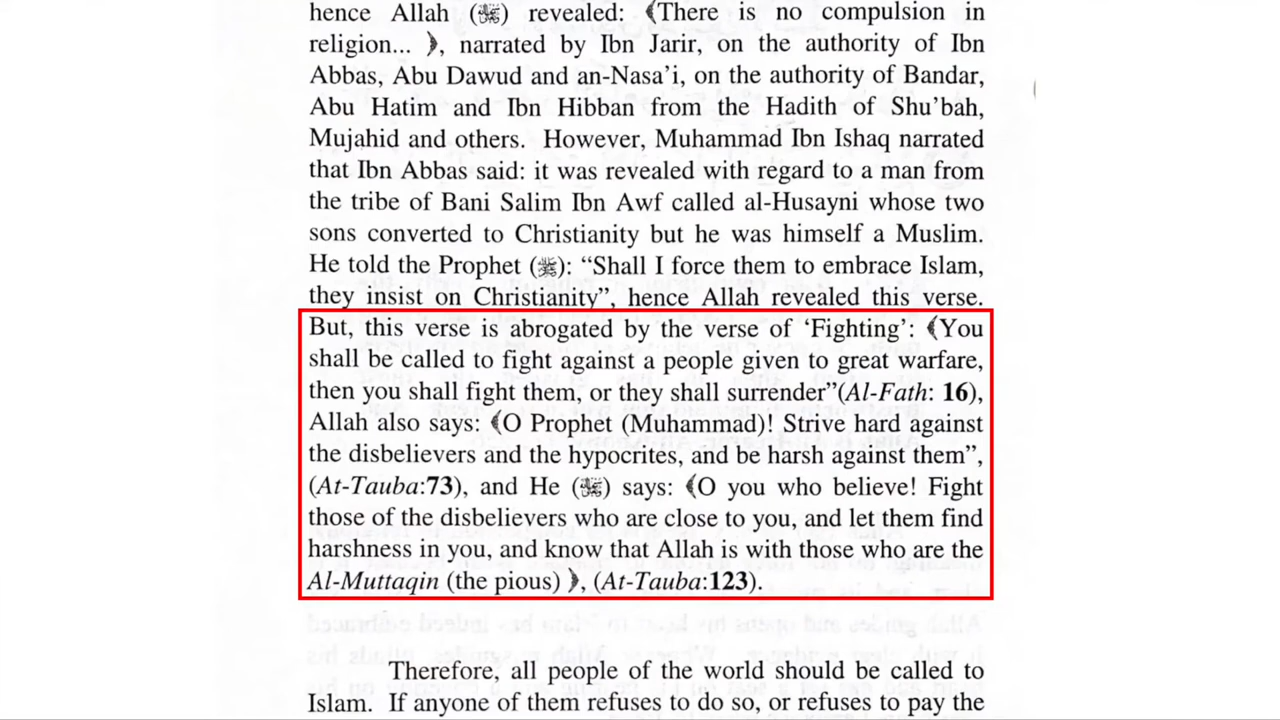 hence Allah (ﷻ) revealed: ﴾There is no compulsion in
religion... ﴿, narrated by Ibn Jarir, on the authority of Ibn
Abbas, Abu Dawud and an-Nasa'i, on the authority of Bandar,
Abu Hatim and Ibn Hibban from the Hadith of Shu'bah,
Mujahid and others. However, Muhammad Ibn Ishaq narrated
that Ibn Abbas said: it was revealed with regard to a man from
the tribe of Bani Salim Ibn Awf called al-Husayni whose two
sons converted to Christianity but he was himself a Muslim.
He told the Prophet (ﷺ): “Shall I force them to embrace Islam,
they insist on Christianity”, hence Allah revealed this verse.
But, this verse is abrogated by the verse of ‘Fighting’: ﴾You
shall be called to fight against a people given to great warfare,
then you shall fight them, or they shall surrender”(Al-Fath: 16),
Allah also says: ﴾O Prophet (Muhammad)! Strive hard against
the disbelievers and the hypocrites, and be harsh against them”,
(At-Tauba:73), and He (ﷻ) says: ﴾O you who believe! Fight
those of the disbelievers who are close to you, and let them find
harshness in you, and know that Allah is with those who are the
Al-Muttaqin (the pious) ﴿, (At-Tauba:123).
Therefore, all people of the world should be called to
Islam. If anyone of them refuses to do so, or refuses to pay the